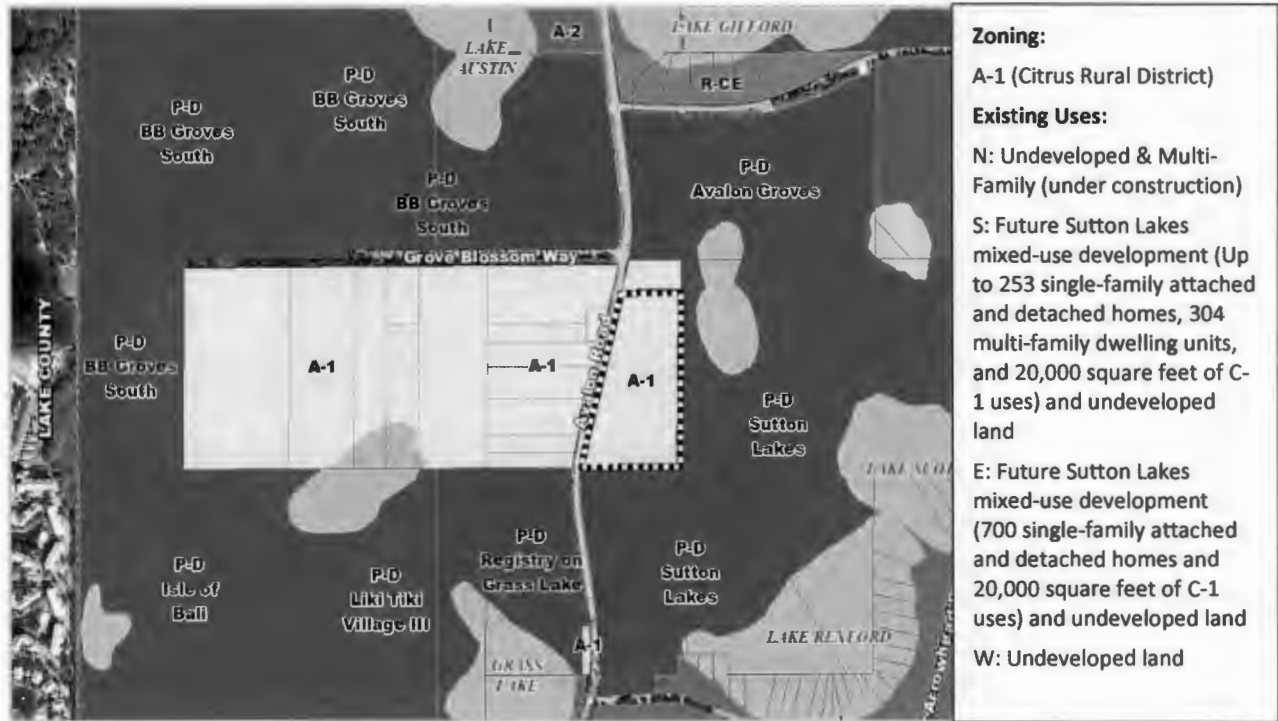 LAKE
AUSTIN
A-2
LAKE GIFFORD
R-CE
P-D
BB Groves
South
P-D
BB Groves
South
P-D
BB Groves
South
P-D
Avalon Groves
Grove Blossom Way
LAKE COUNTY
P-D
BB Groves
South
A-1
A-1
Avalon Road
A-1
P-D
Sutton
Lakes
P-D
Isle of
Bali
P-D
Liki Tiki
Village III
P-D
Registry on
Grass Lake
P-D
Sutton
Lakes
A-1
GRASS
LAKE
LAKE
LAKE RENFORD
Zoning:
A-1 (Citrus Rural District)
Existing Uses:
N: Undeveloped & Multi-
Family (under construction)
S: Future Sutton Lakes
mixed-use development (Up
to 253 single-family attached
and detached homes, 304
multi-family dwelling units,
and 20,000 square feet of C-
1 uses) and undeveloped
land
E: Future Sutton Lakes
mixed-use development
(700 single-family attached
and detached homes and
20,000 square feet of C-1
uses) and undeveloped land
W: Undeveloped land